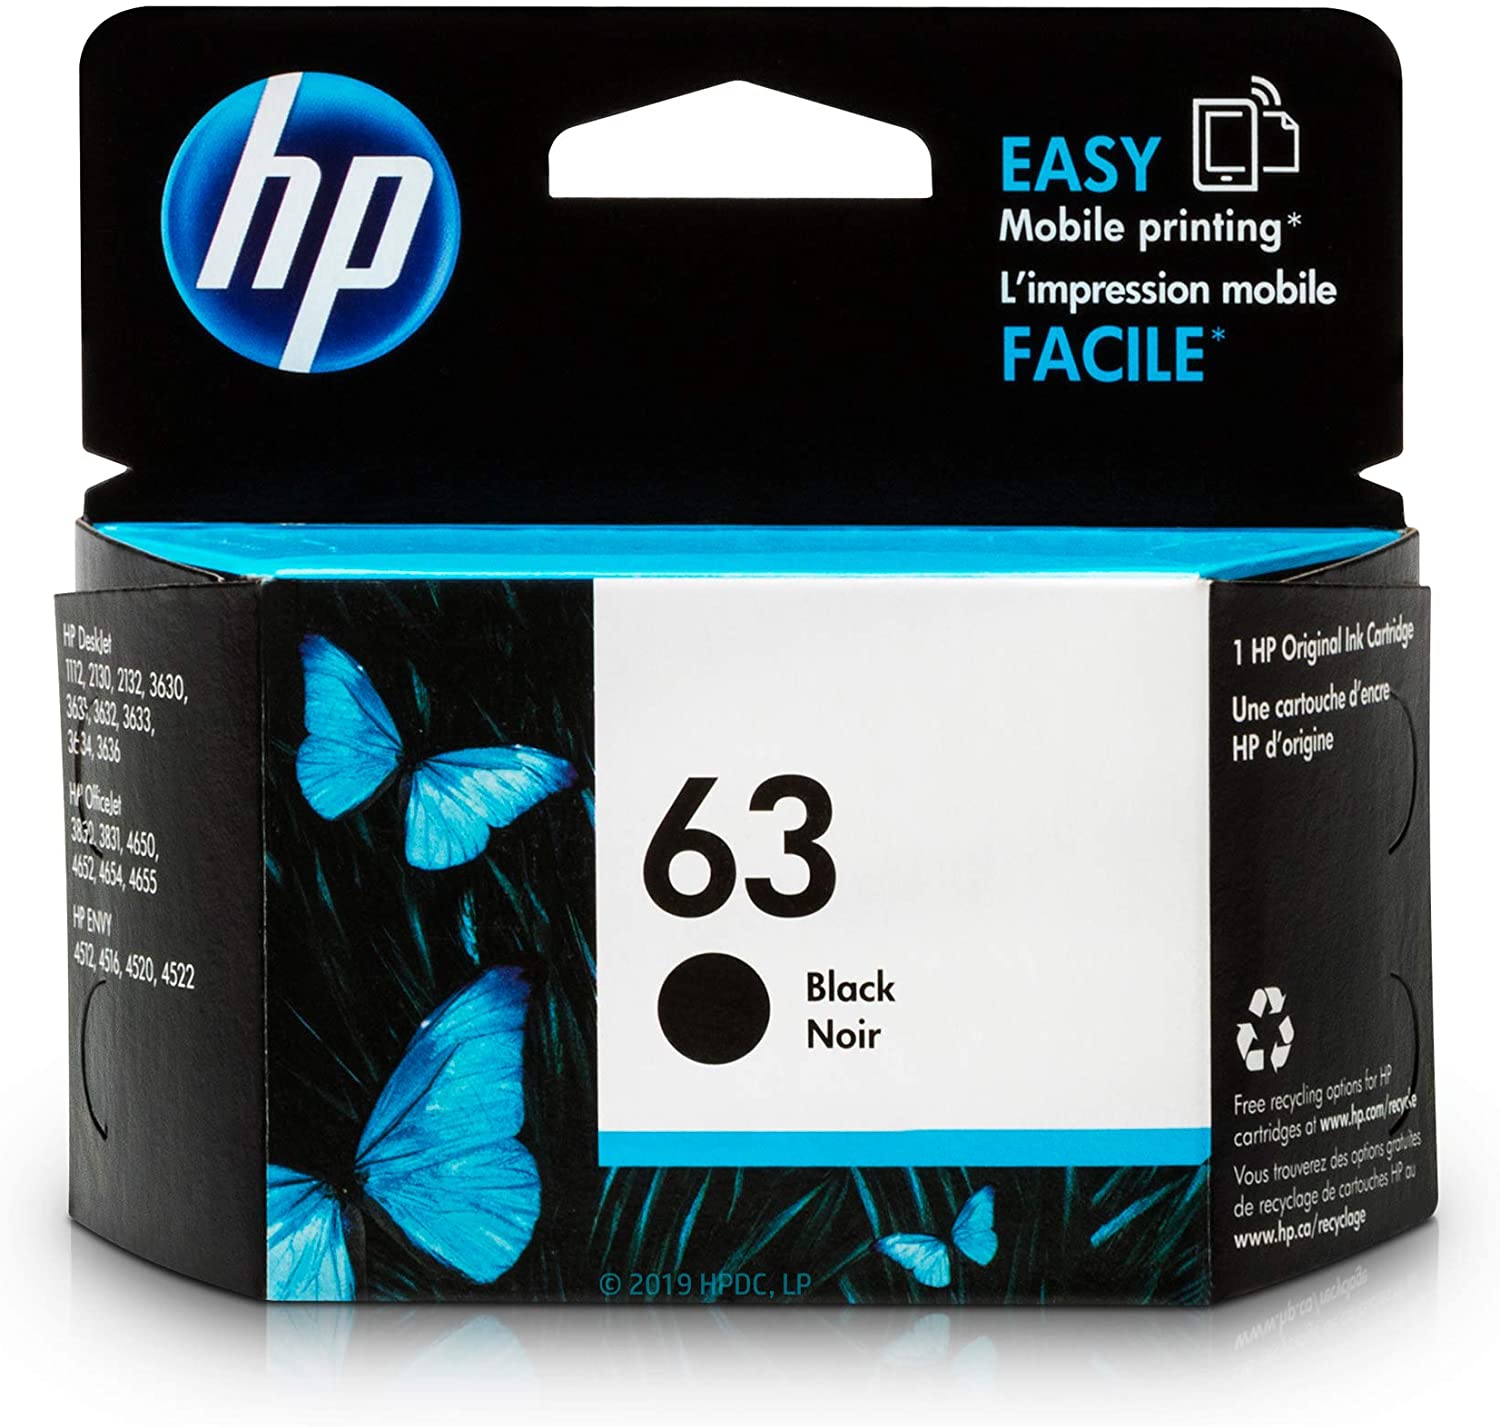 hp
EASY
Mobile printing*
L'impression mobile
FACILE*
HP DeskJet
1112, 2130, 2132, 3630,
3631, 3632, 3633,
3634, 3636
HP OfficeJet
3830, 3831, 4650,
4652, 4654, 4655
HP ENVY
4512, 4516, 4520, 4522
63
Black
Noir
1 HP Original Ink Cartridge
Une cartouche d'encre
HP d'origine
Free recycling options for HP
cartridges at www.hp.com/recycle
Vous trouverez des options gratuites
de recyclage de cartouches HP au
www.hp.ca/recyclage
© 2019 HPDC, LP